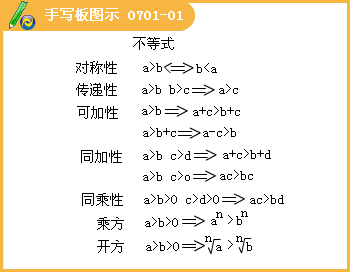 手写板图示 0701-01
不等式
对称性 a>b⟺b<a
传递性 a>b b>c⟹a>c
可加性 a>b⟹a+c>b+c
a>b+c⟹a-c>b
同加性 a>b c>d⟹a+c>b+d
a>b c>o⟹ac>bc
同乘性 a>b>0 c>d>0⟹ac>bd
乘方 a>b>0⟹aⁿ>bⁿ
开方 a>b>0⟹ⁿ√a>ⁿ√b